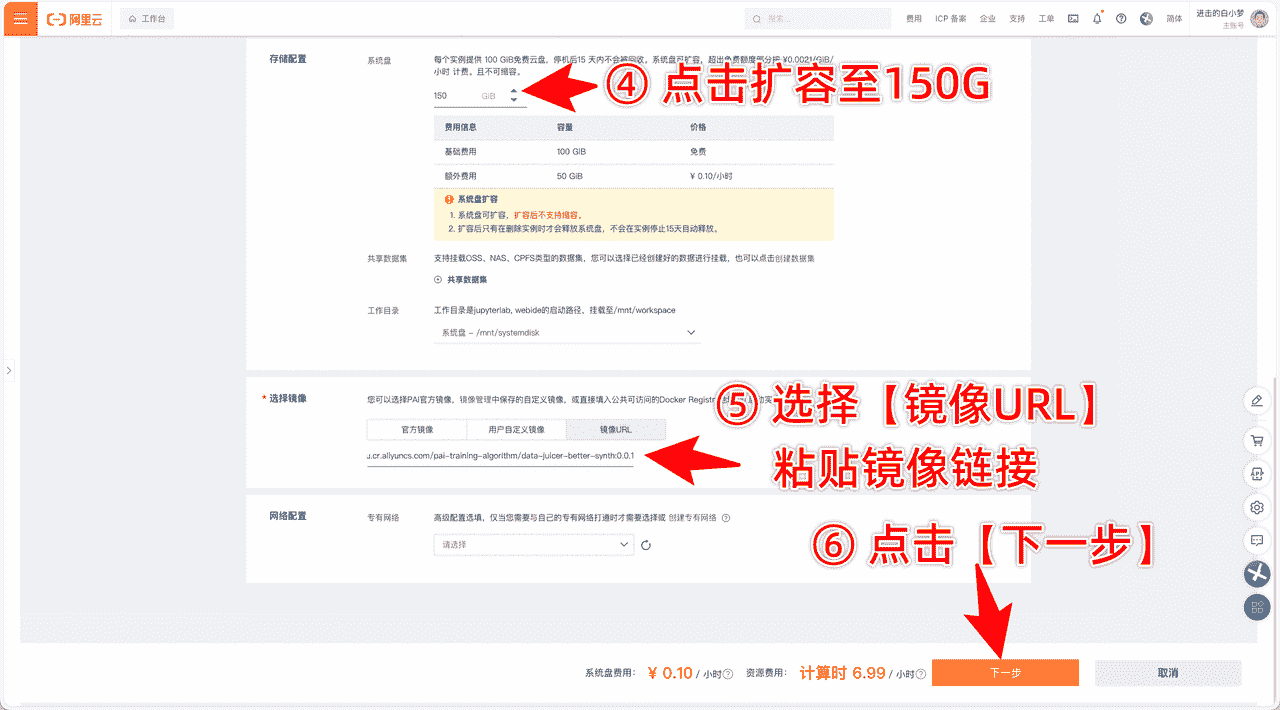 阿里云
工作台
搜索...
费用
ICP 备案
企业
支持
工单
简体
进击的白小梦
主账号
存储配置
系统盘
每个实例提供 100 GiB免费云盘，停机后15 天内不会被回收。系统盘可扩容，超出免费额度部分按 ¥0.0021/GiB/
小时 计费。且不可缩容。
150 GiB
④ 点击扩容至150G
费用信息 容量 价格
基础费用 100 GiB 免费
额外费用 50 GiB ¥ 0.10/小时
系统盘扩容
1. 系统盘可扩容，扩容后不支持缩容。
2. 扩容后只有在删除实例时才会释放系统盘，不会在实例停止15天自动释放。
共享数据集
支持挂载OSS、NAS、CPFS类型的数据集，您可以选择已经创建好的数据进行挂载，也可以点击创建数据集
共享数据集
工作目录
工作目录是jupyterlab, webide的启动路径，挂载至/mnt/workspace
系统盘 - /mnt/systemdisk
* 选择镜像
您可以选择PAI官方镜像，镜像管理中保存的自定义镜像，或直接填入公共可访问的Docker Registr
⑤ 选择【镜像URL】
官方镜像 用户自定义镜像 镜像URL
u.cr.aliyuncs.com/pai-training-algorithm/data-juicer-better-synth:0.0.1
粘贴镜像链接
网络配置
专有网络
高级配置选填，仅当您需要与自己的专有网络打通时才需要选择或 创建专有网络
请选择
⑥ 点击【下一步】
系统盘费用： ¥ 0.10 / 小时
资源费用： 计算时 6.99 / 小时
下一步
取消